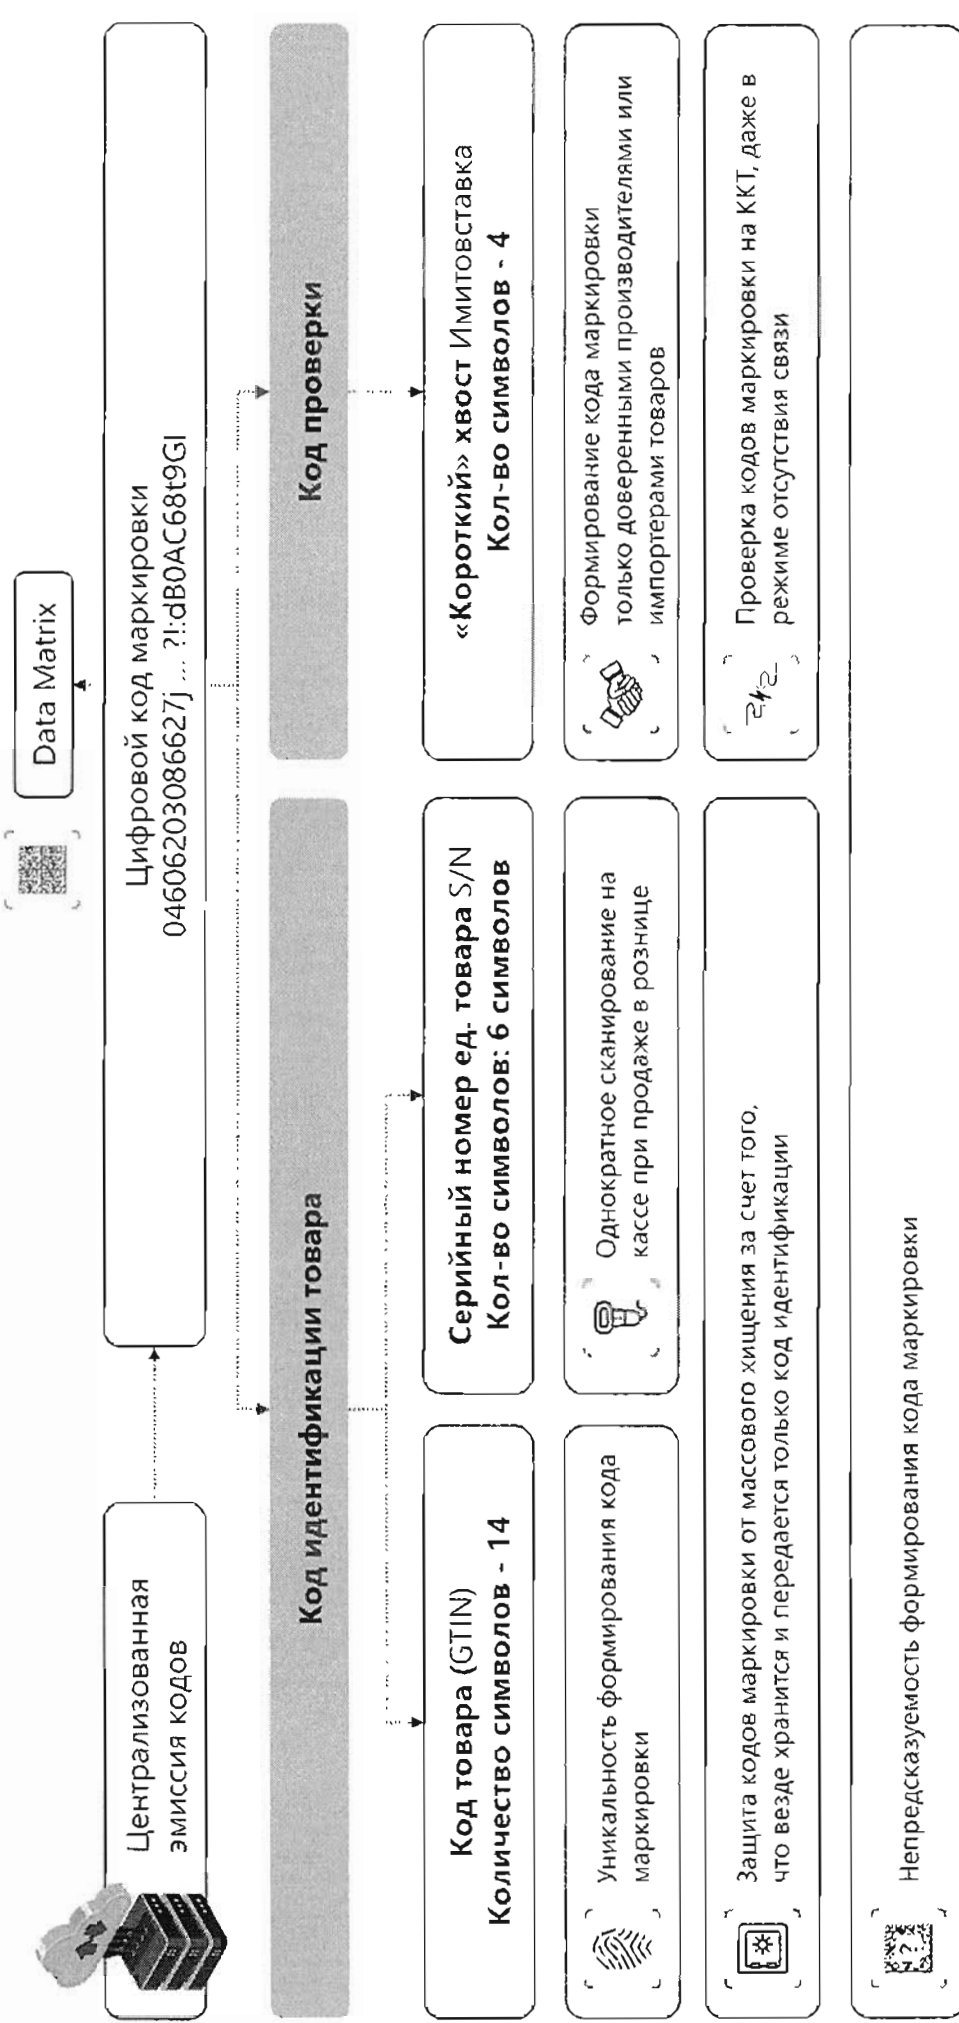 Data Matrix
Централизованная
эмиссия кодов
Цифровой код маркировки
04606203086627j ... ?!:dB0AC68t9GI
Код идентификации товара
Код проверки
Код товара (GTIN)
Количество символов - 14
Серийный номер ед. товара S/N
Кол-во символов: 6 символов
«Короткий» хвост Имитовставка
Кол-во символов - 4
Уникальность формирования кода
маркировки
Однократное сканирование на
кассе при продаже в рознице
Формирование кода маркировки
только доверенными производителями или
импортерами товаров
Защита кодов маркировки от массового хищения за счет того,
что везде хранится и передается только код идентификации
Проверка кодов маркировки на ККТ, даже в
режиме отсутствия связи
Непредсказуемость формирования кода маркировки